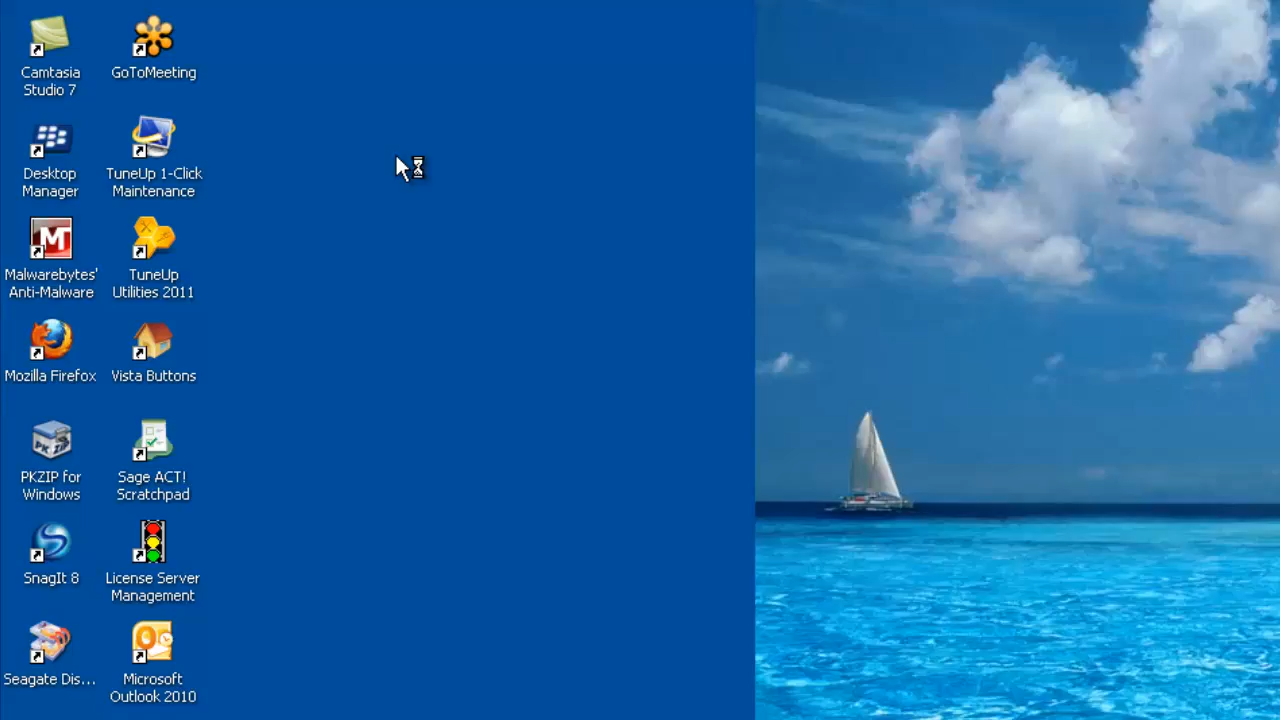 Camtasia
Studio 7
GoToMeeting
Desktop
Manager
TuneUp 1-Click
Maintenance
Malwarebytes'
Anti-Malware
TuneUp
Utilities 2011
Mozilla Firefox
Vista Buttons
PKZIP for
Windows
Sage ACT!
Scratchpad
SnagIt 8
License Server
Management
Seagate Dis...
Microsoft
Outlook 2010